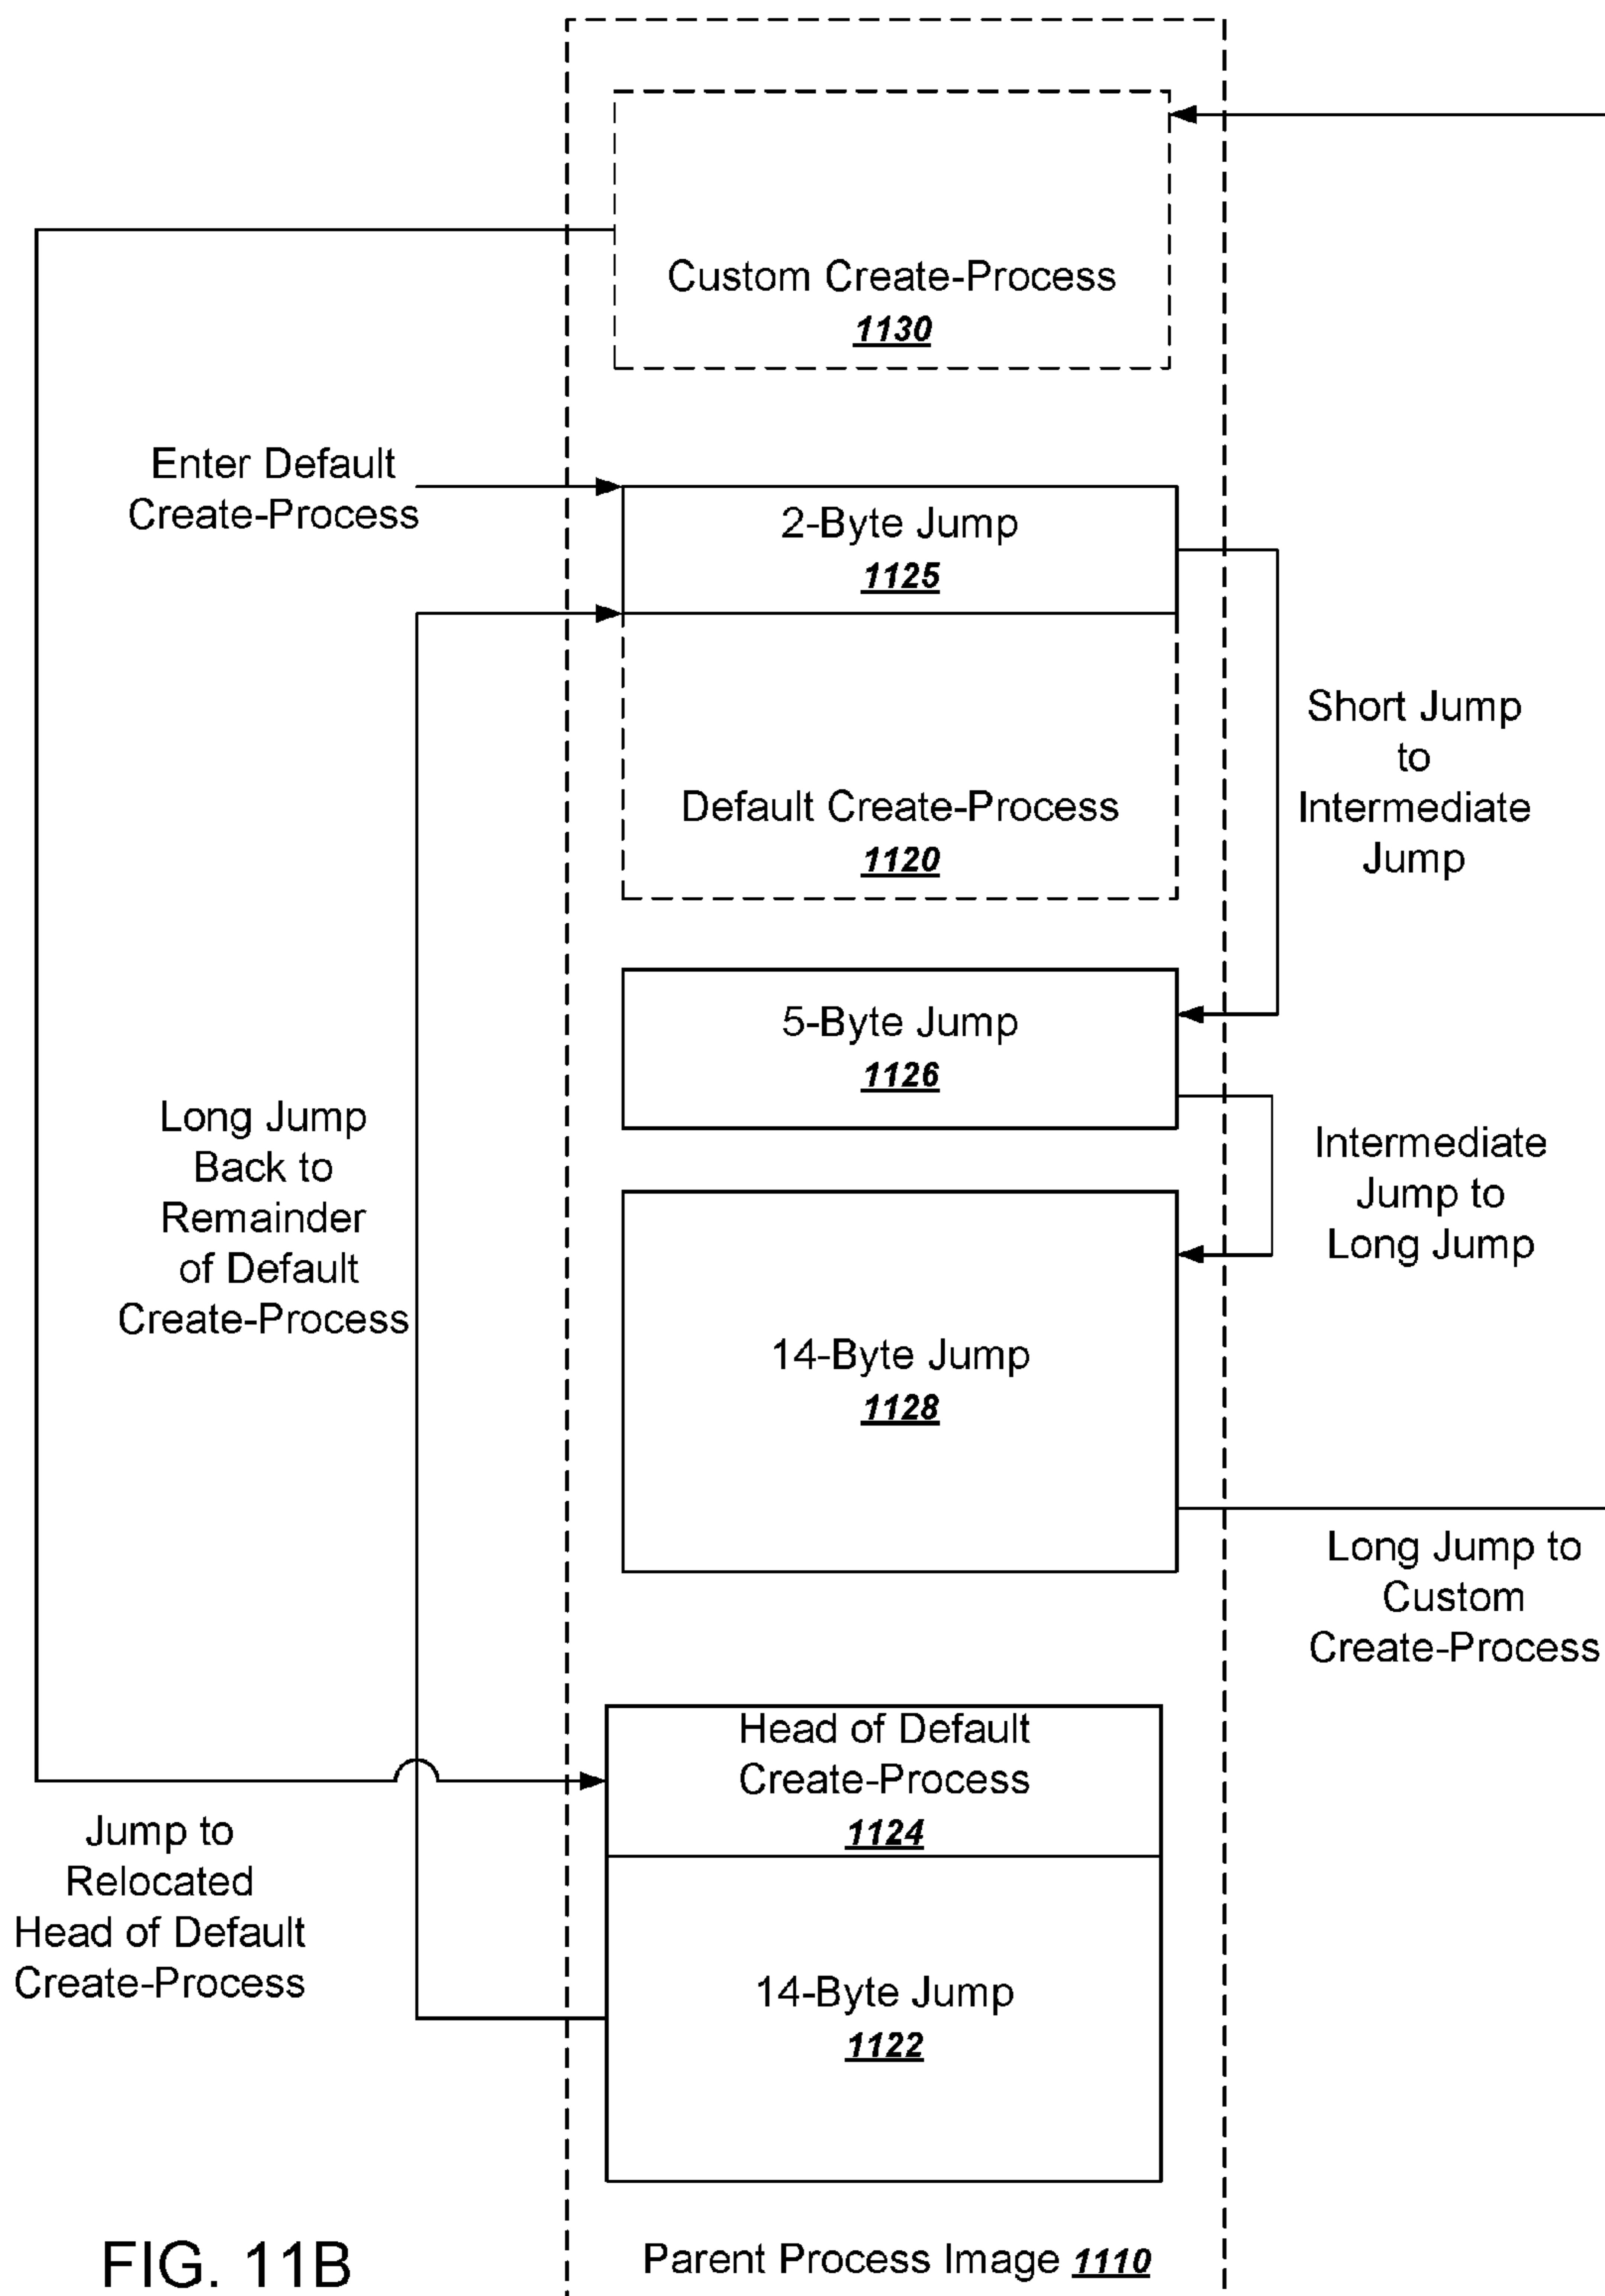 Custom Create-Process
1130
Enter Default
Create-Process
2-Byte Jump
1125
Short Jump
to
Intermediate
Jump
Default Create-Process
1120
5-Byte Jump
1126
Long Jump
Back to
Remainder
of Default
Create-Process
Intermediate
Jump to
Long Jump
14-Byte Jump
1128
Long Jump to
Custom
Create-Process
Head of Default
Create-Process
1124
Jump to
Relocated
Head of Default
Create-Process
14-Byte Jump
1122
FIG. 11B
Parent Process Image 1110